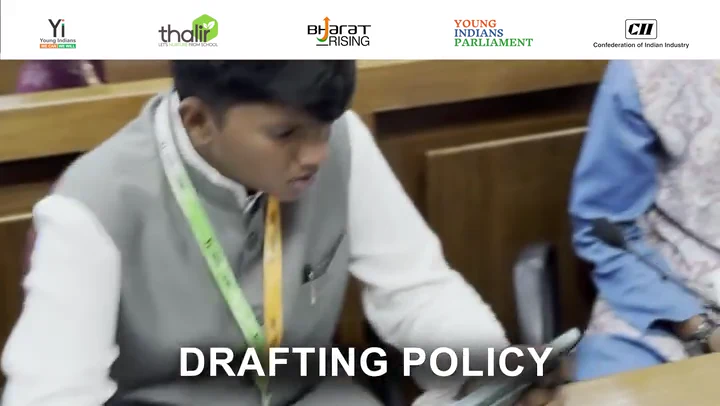 Yi
Young Indians
WE CAN WE WILL
thalir
LET'S NURTURE FROM SCHOOL
BHARAT
RISING
YOUNG
INDIANS
PARLIAMENT
CII
Confederation of Indian Industry
DRAFTING POLICY